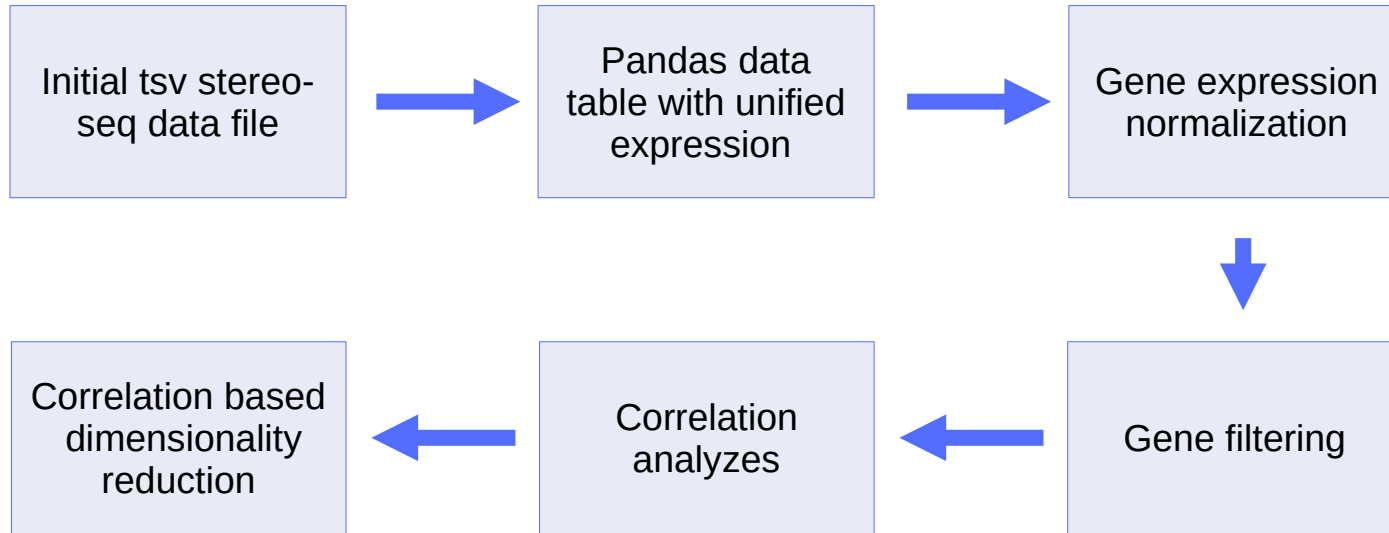 Initial tsv stereo-
seq data file
Pandas data
table with unified
expression
Gene expression
normalization
Correlation based
dimensionality
reduction
Correlation
analyzes
Gene filtering